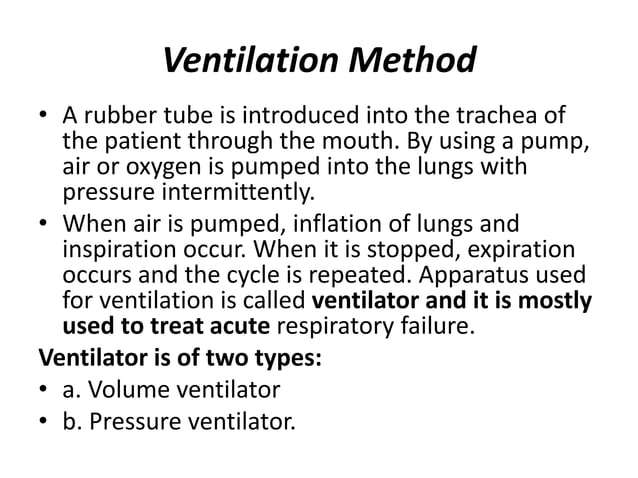 Ventilation Method
• A rubber tube is introduced into the trachea of
the patient through the mouth. By using a pump,
air or oxygen is pumped into the lungs with
pressure intermittently.
• When air is pumped, inflation of lungs and
inspiration occur. When it is stopped, expiration
occurs and the cycle is repeated. Apparatus used
for ventilation is called ventilator and it is mostly
used to treat acute respiratory failure.
Ventilator is of two types:
• a. Volume ventilator
• b. Pressure ventilator.